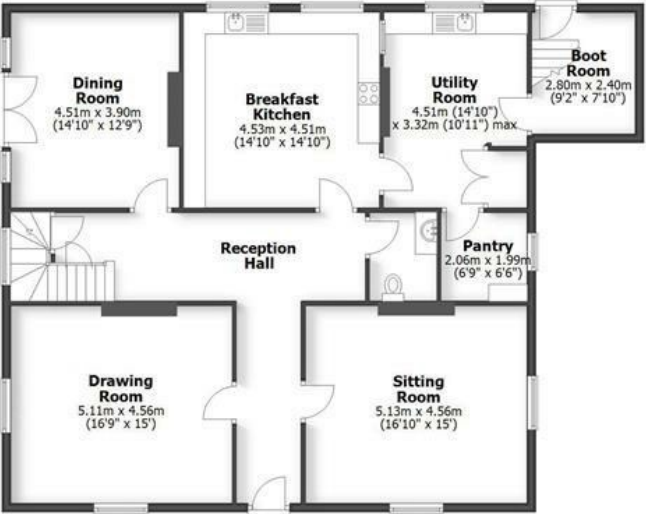 Dining
Room
4.51m x 3.90m
(14'10" x 12'9")
Breakfast
Kitchen
4.53m x 4.51m
(14'10" x 14'10")
Utility
Room
4.51m (14'10")
x 3.32m (10'11") max
Boot
Room
2.80m x 2.40m
(9'2" x 7'10")
Reception
Hall
Pantry
2.06m x 1.99m
(6'9" x 6'6")
Drawing
Room
5.11m x 4.56m
(16'9" x 15')
Sitting
Room
5.13m x 4.56m
(16'10" x 15')